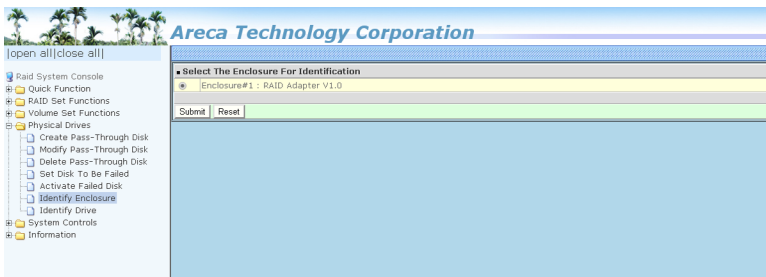 Areca Technology Corporation
|open all|close all|
Raid System Console
Quick Function
RAID Set Functions
Volume Set Functions
Physical Drives
Create Pass-Through Disk
Modify Pass-Through Disk
Delete Pass-Through Disk
Set Disk To Be Failed
Activate Failed Disk
Identify Enclosure
Identify Drive
System Controls
Information
Select The Enclosure For Identification
Enclosure#1 : RAID Adapter V1.0
Submit Reset